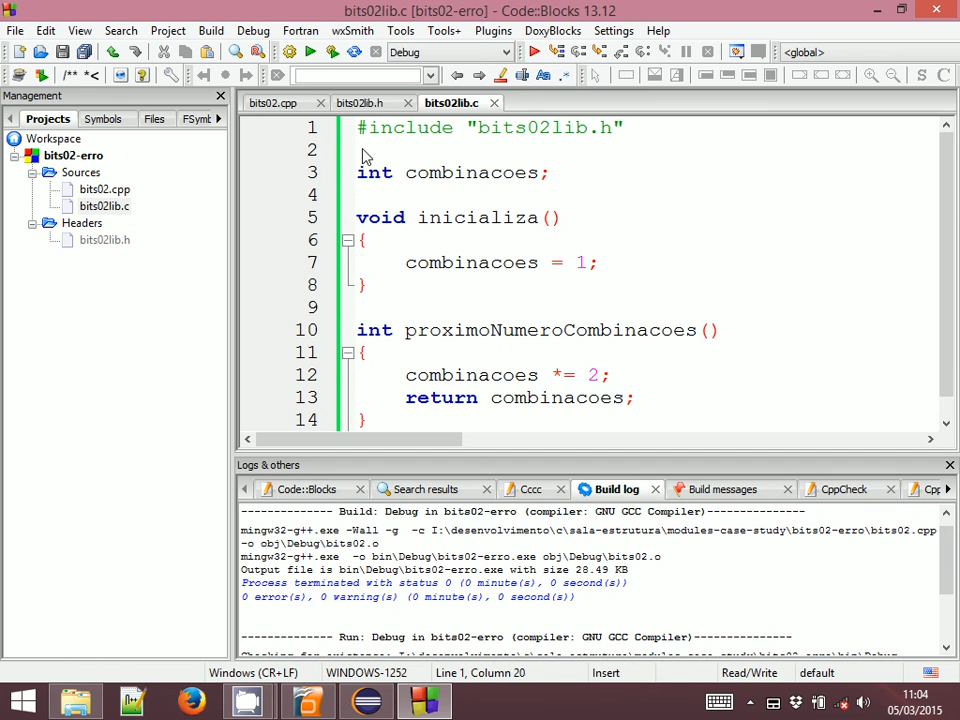 bits02lib.c [bits02-erro] - Code::Blocks 13.12
File Edit View Search Project Build Debug Fortran wxSmith Tools Tools+ Plugins DoxyBlocks Settings Help
Debug <global>
/** *<
Management
Projects Symbols Files FSymb
bits02.cpp bits02lib.h bits02lib.c
Workspace
bits02-erro
Sources
bits02.cpp
bits02lib.c
Headers
bits02lib.h
1 #include "bits02lib.h"
2
3 int combinacoes;
4
5 void inicializa()
6 {
7 combinacoes = 1;
8 }
9
10 int proximoNumeroCombinacoes()
11 {
12 combinacoes *= 2;
13 return combinacoes;
14 }
Logs & others
Code::Blocks Search results Cccc Build log Build messages CppCheck Cpp
-------------- Build: Debug in bits02-erro (compiler: GNU GCC Compiler)---------------
mingw32-g++.exe -Wall -g -c I:\desenvolvimento\c\sala-estrutura\modules-case-study\bits02-erro\bits02.cpp
-o obj\Debug\bits02.o
mingw32-g++.exe -o bin\Debug\bits02-erro.exe obj\Debug\bits02.o
Output file is bin\Debug\bits02-erro.exe with size 28.49 KB
Process terminated with status 0 (0 minute(s), 0 second(s))
0 error(s), 0 warning(s) (0 minute(s), 0 second(s))
-------------- Run: Debug in bits02-erro (compiler: GNU GCC Compiler)---------------
Windows (CR+LF) WINDOWS-1252 Line 1, Column 20 Insert Read/Write default
11:04
05/03/2015